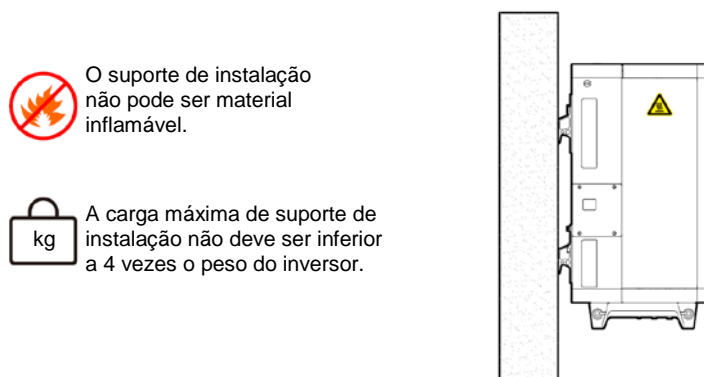 O suporte de instalação
não pode ser material
inflamável.
kg
A carga máxima de suporte de
instalação não deve ser inferior
a 4 vezes o peso do inversor.